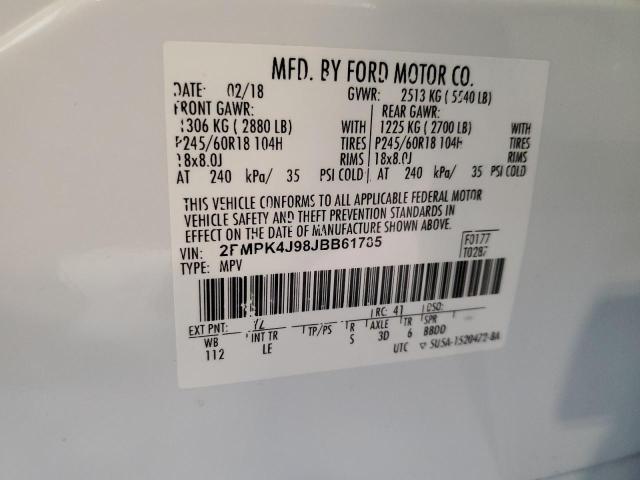 MFD. BY FORD MOTOR CO.
DATE: 02/18 GVWR: 2513 KG ( 5540 LB)
FRONT GAWR: REAR GAWR:
1306 KG ( 2880 LB) WITH 1225 KG ( 2700 LB) WITH
P245/60R18 104H TIRES P245/60R18 104H TIRES
18x8.0J RIMS 18x8.0J RIMS
AT 240 kPa/ 35 PSI COLD AT 240 kPa/ 35 PSI COLD
THIS VEHICLE CONFORMS TO ALL APPLICABLE FEDERAL MOTOR
VEHICLE SAFETY AND THEFT PREVENTION STANDARDS IN
EFFECT ON THE DATE OF MANUFACTURE SHOWN ABOVE.
VIN: 2FMPK4J98JBB61785 F0177
TYPE: MPV T0287
EXT PNT: RC: 41 DSO:
WB INT TR TP/PS R AXLE TR SPR
112 LE S 3D 6 BBDD
UTC